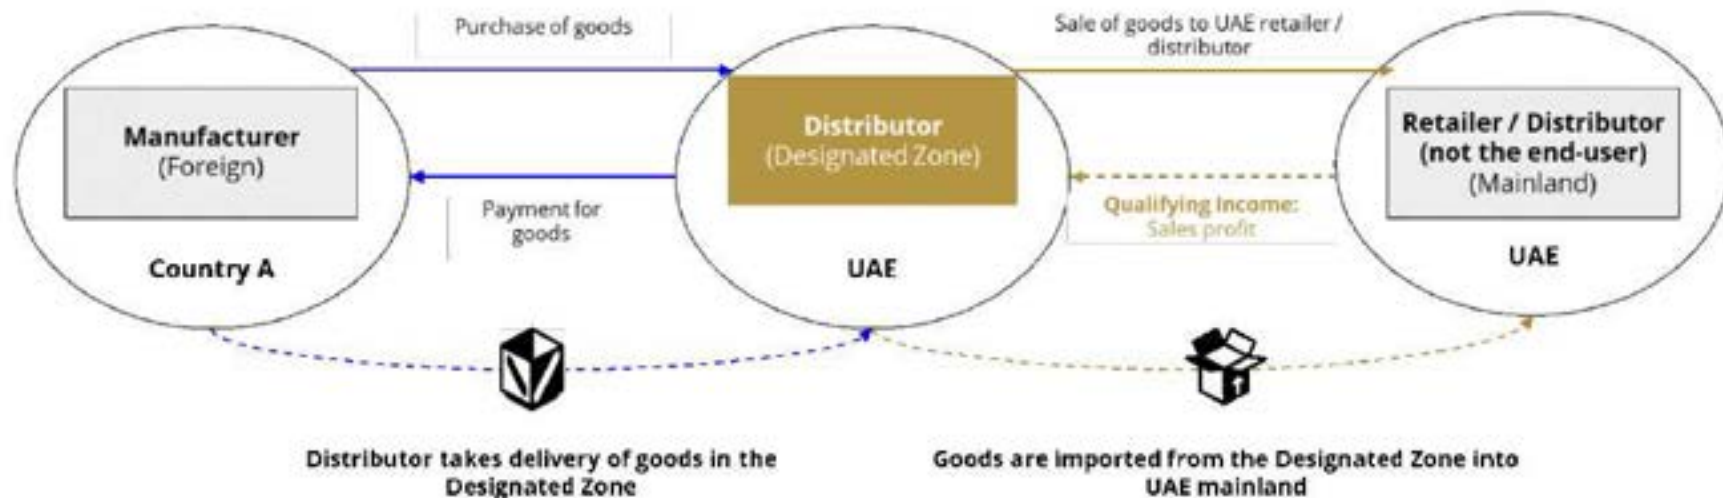 Purchase of goods
Sale of goods to UAE retailer /
distributor
Manufacturer
(Foreign)
Distributor
(Designated Zone)
Retailer / Distributor
(not the end-user)
(Mainland)
Payment for
goods
Qualifying Income:
Sales profit
Country A
UAE
UAE
Distributor takes delivery of goods in the
Designated Zone
Goods are imported from the Designated Zone into
UAE mainland